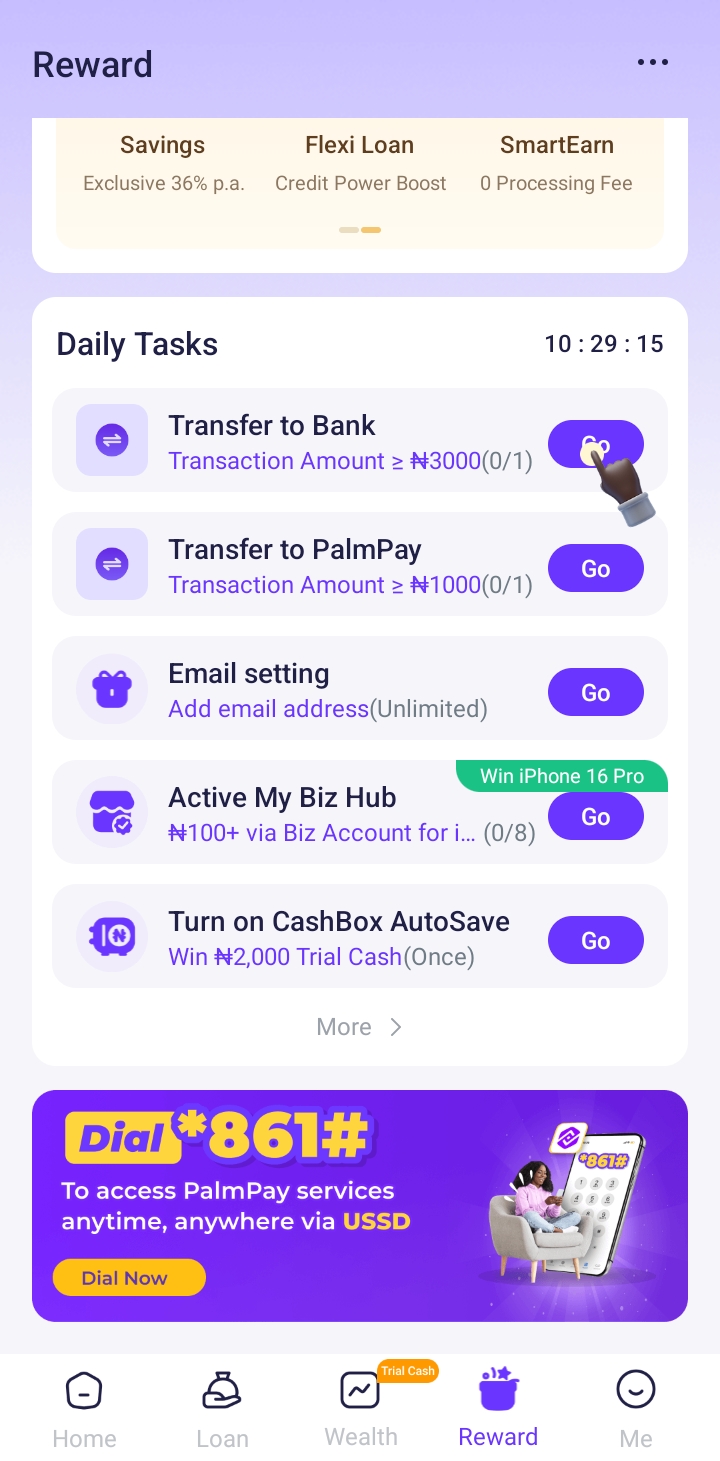 Reward
Savings
Flexi Loan
SmartEarn
Exclusive 36% p.a.
Credit Power Boost
0 Processing Fee
Daily Tasks
10 : 29 : 15
Transfer to Bank
Transaction Amount ≥ ₦3000(0/1)
Go
Transfer to PalmPay
Transaction Amount ≥ ₦1000(0/1)
Go
Email setting
Add email address(Unlimited)
Go
Win iPhone 16 Pro
Active My Biz Hub
₦100+ via Biz Account for i... (0/8)
Go
Turn on CashBox AutoSave
Win ₦2,000 Trial Cash(Once)
Go
More
Dial *861#
To access PalmPay services
anytime, anywhere via USSD
Dial Now
*861#
Trial Cash
Home
Loan
Wealth
Reward
Me